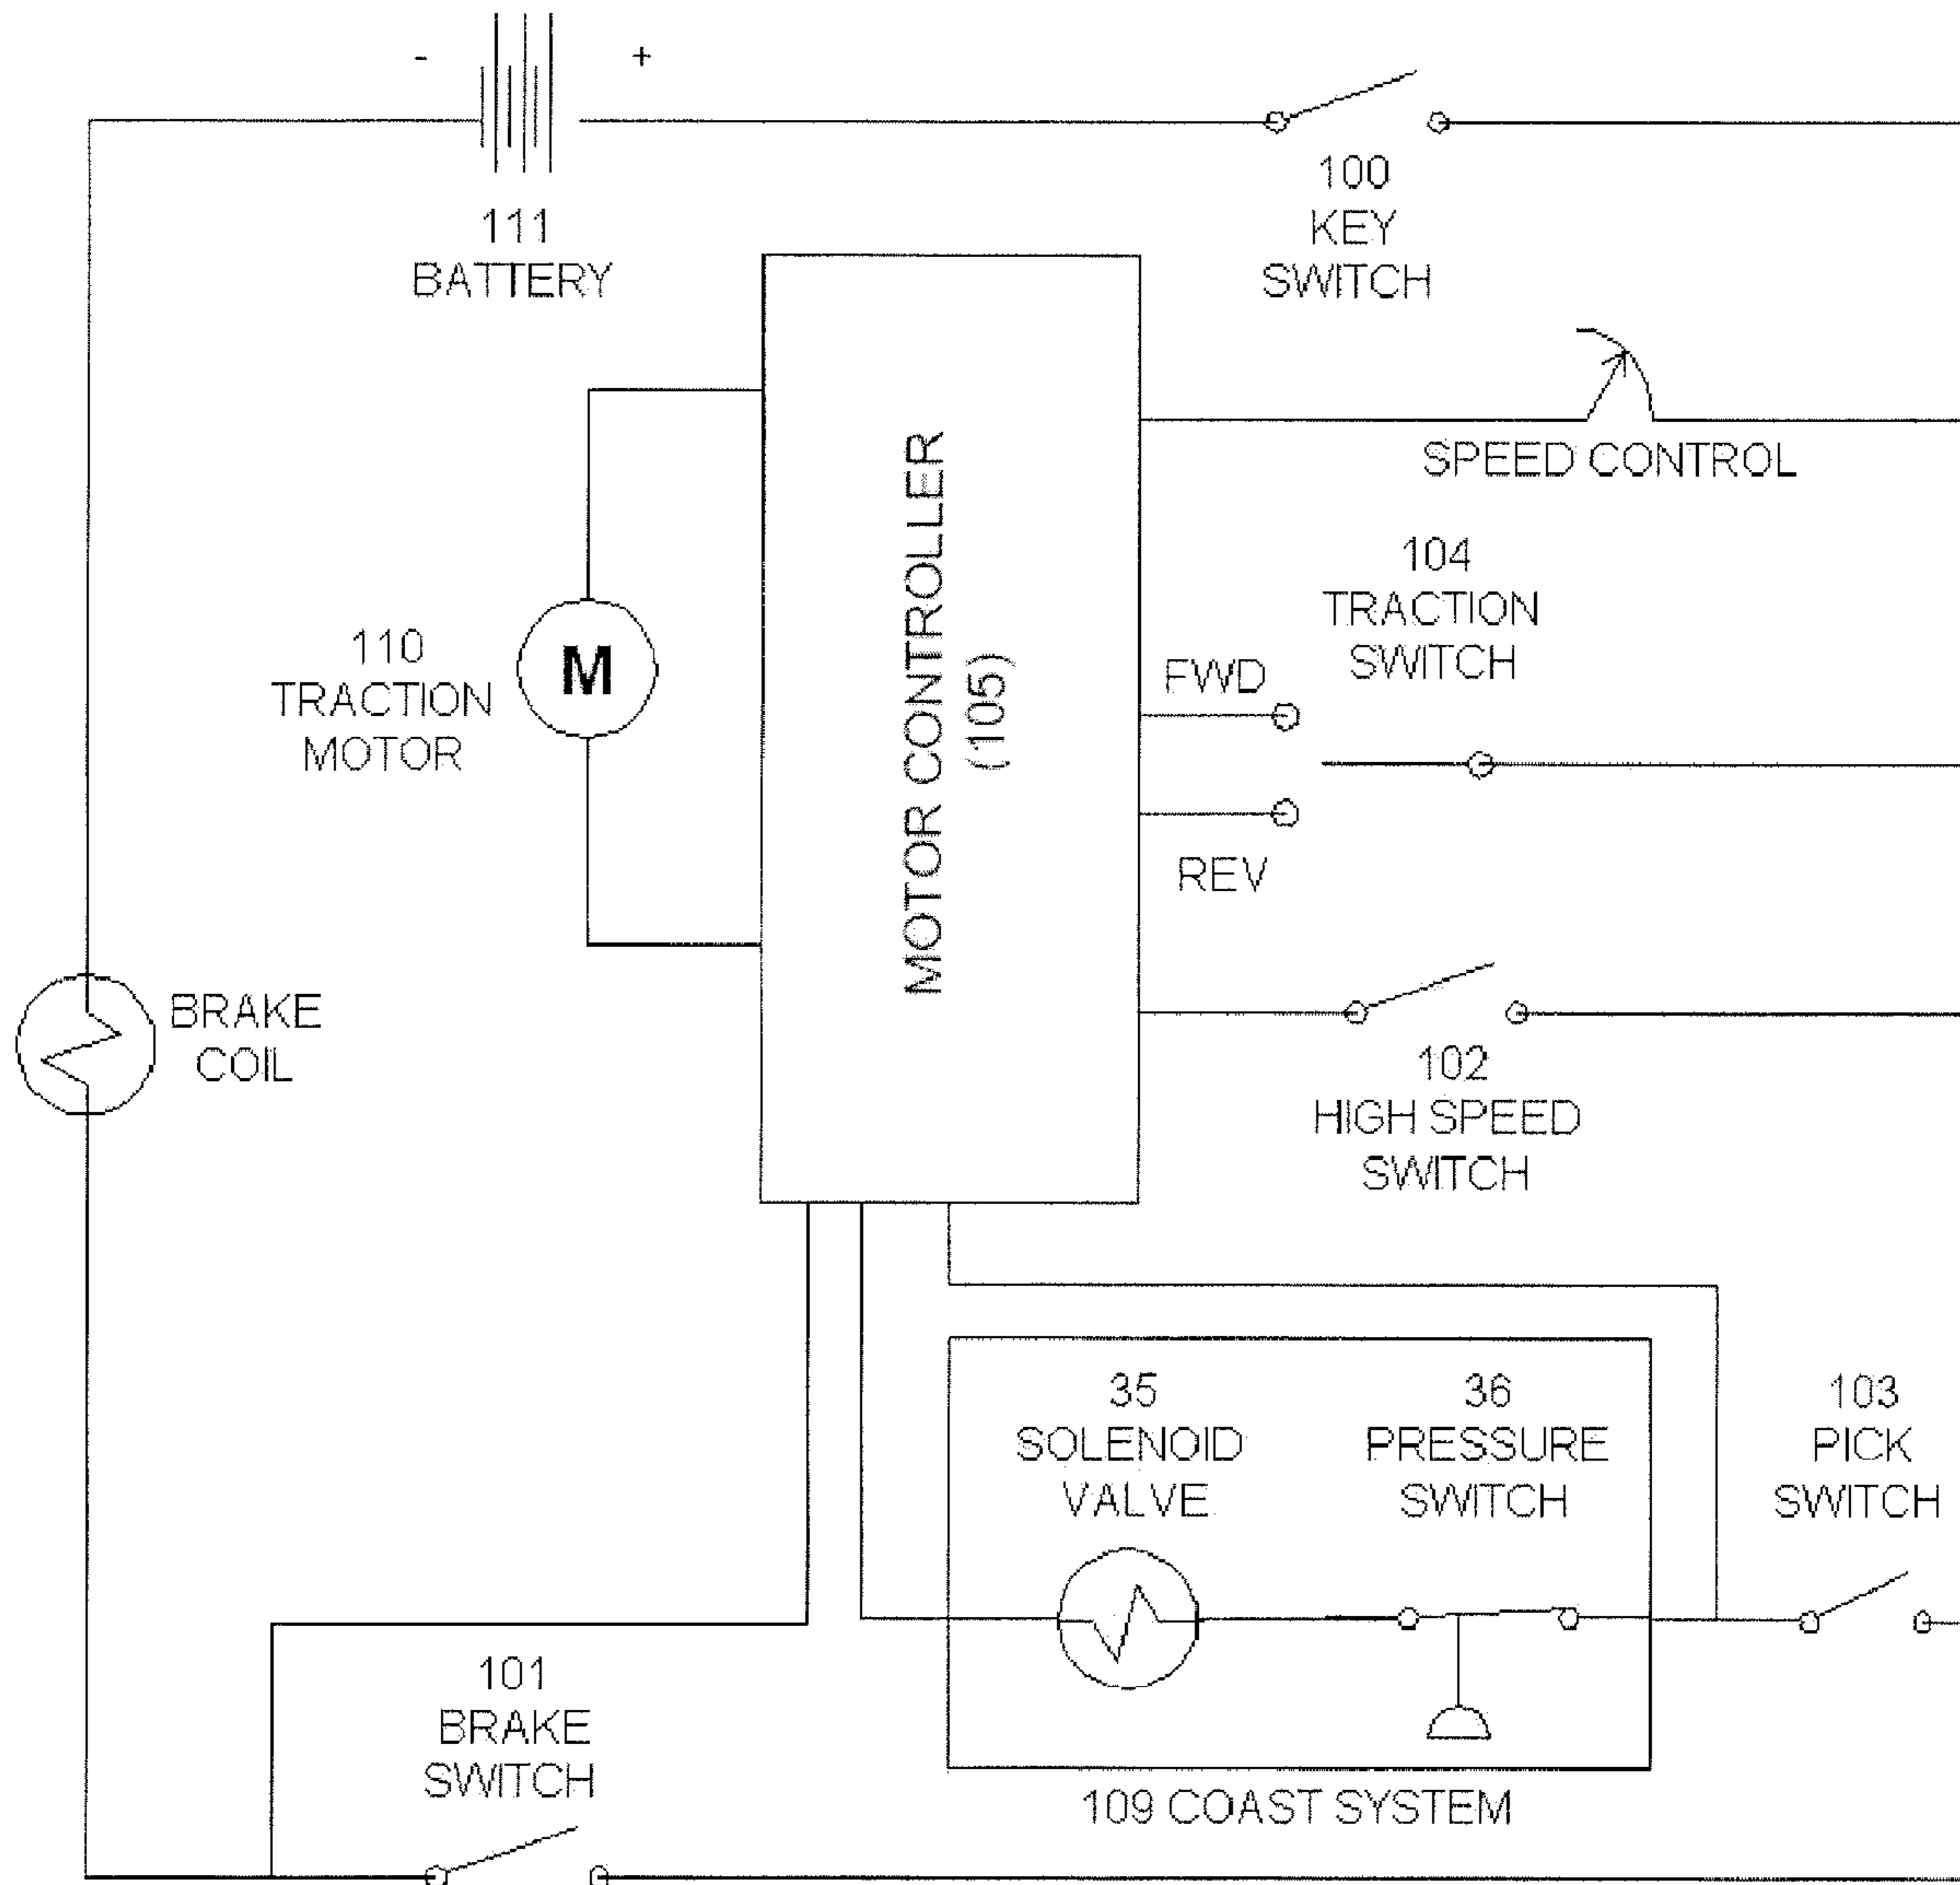 - +
111
BATTERY
100
KEY
SWITCH
SPEED CONTROL
MOTOR CONTROLLER
(105)
104
TRACTION
SWITCH
FWD
REV
110
TRACTION
MOTOR
M
BRAKE
COIL
102
HIGH SPEED
SWITCH
35
SOLENOID
VALVE
36
PRESSURE
SWITCH
103
PICK
SWITCH
101
BRAKE
SWITCH
109 COAST SYSTEM